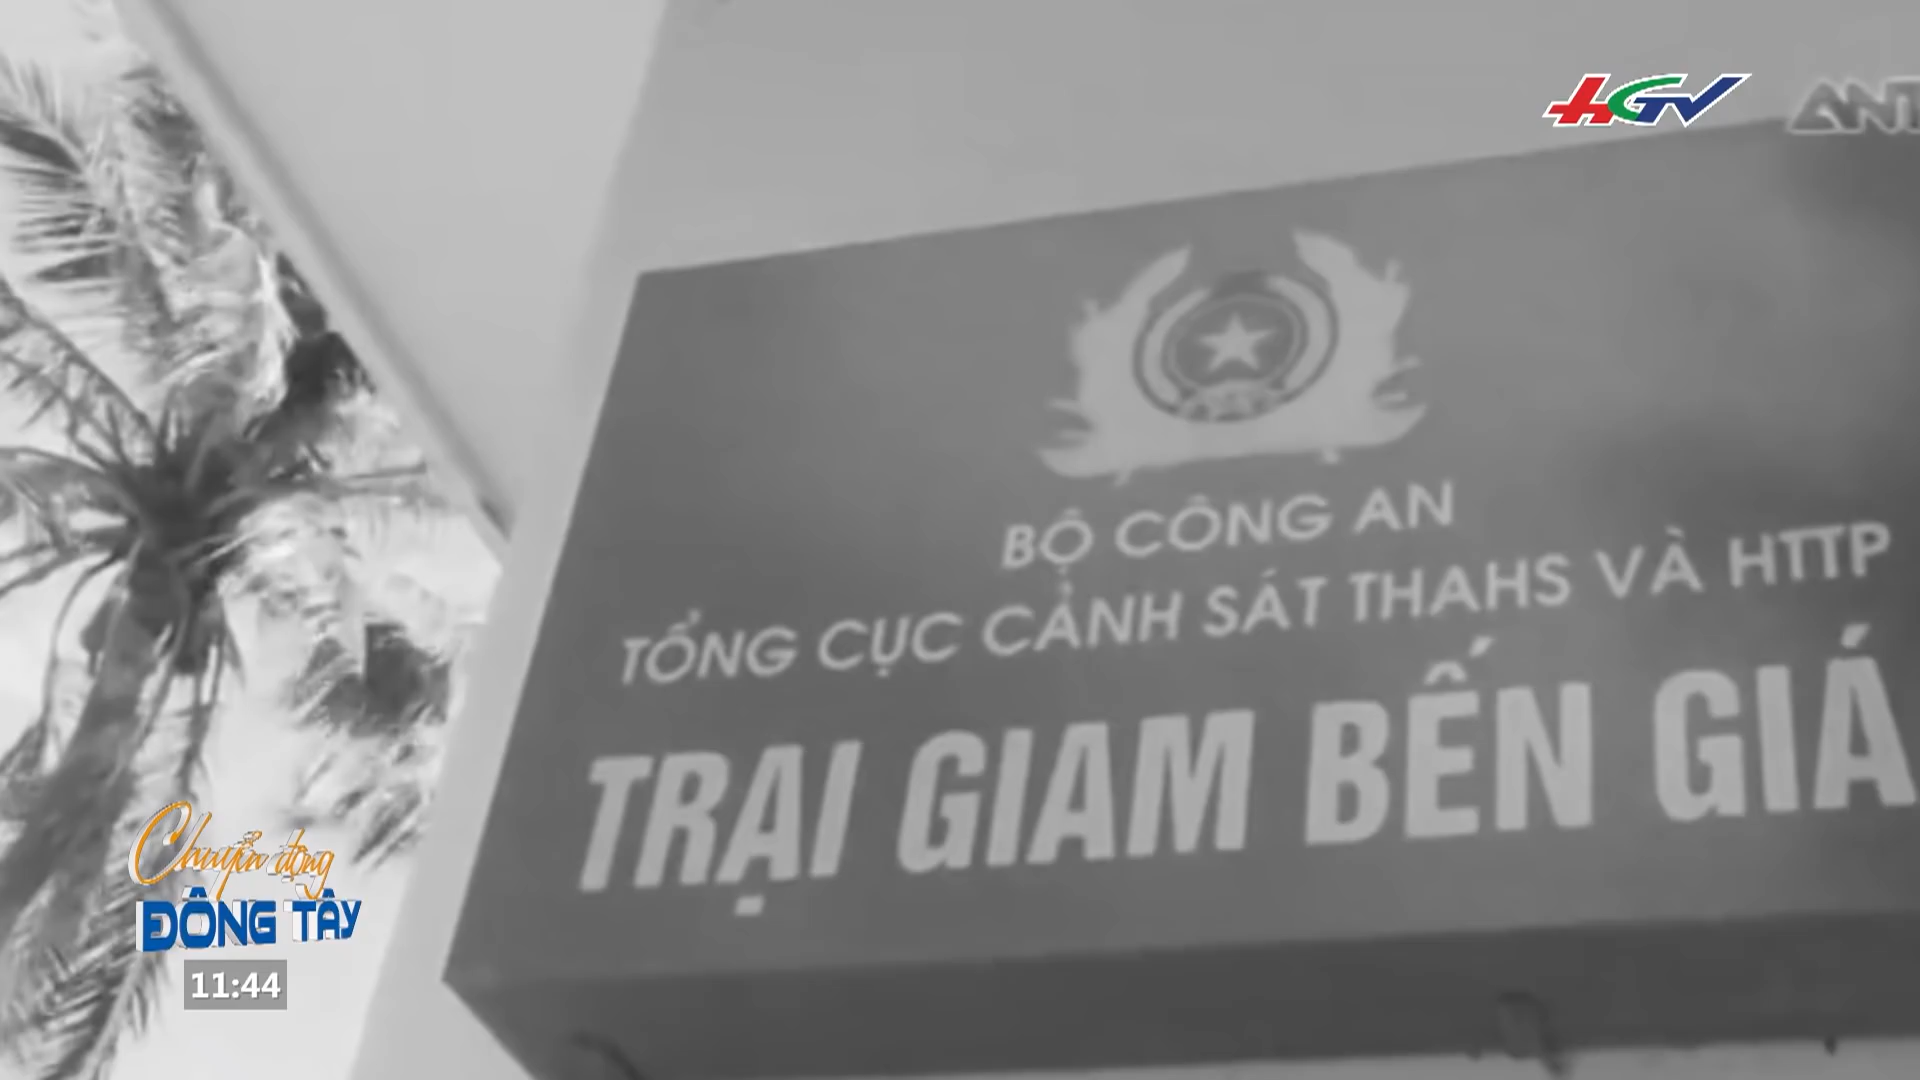 HGV
ANT
BỘ CÔNG AN
TỔNG CỤC CẢNH SÁT THAHS VÀ HTTP
TRẠI GIAM BẾN GIÁ
Chuyển động
ĐÔNG TÂY
11:44